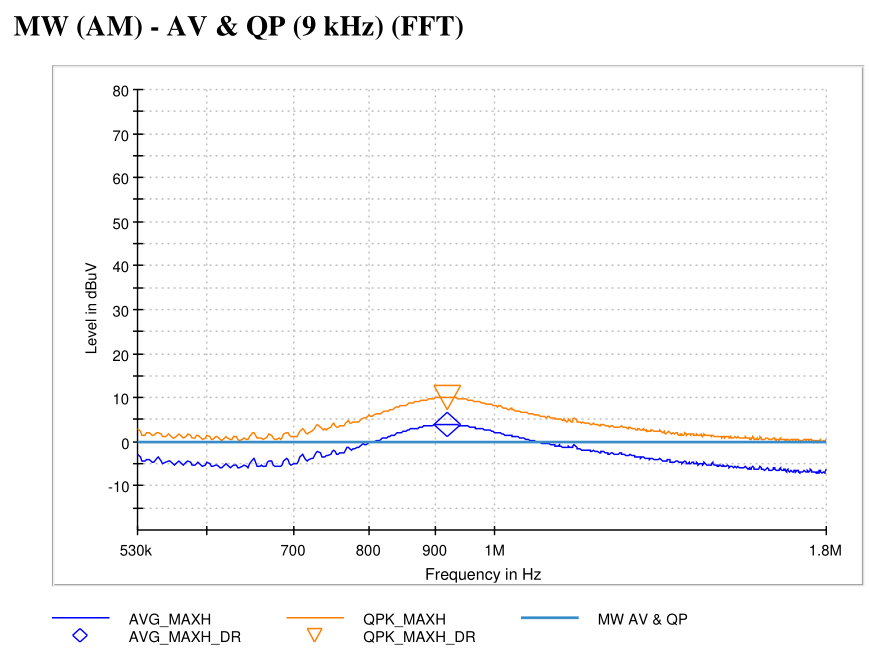 MW (AM) - AV & QP (9 kHz) (FFT)
80
70
60
50
40
30
20
10
0
-10
Level in dBuV
530k 700 800 900 1M 1.8M
Frequency in Hz
AVG_MAXH QPK_MAXH MW AV & QP
AVG_MAXH_DR QPK_MAXH_DR